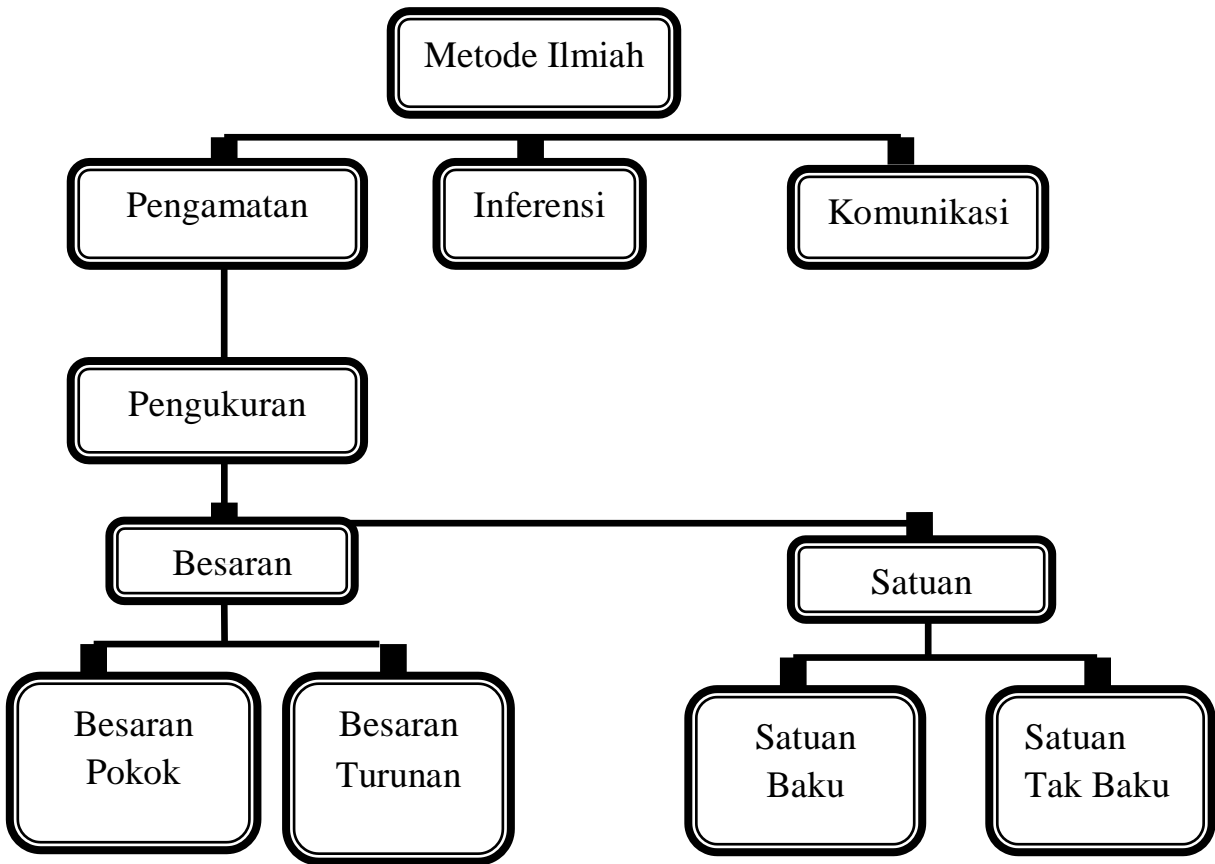 Metode Ilmiah
Pengamatan
Inferensi
Komunikasi
Pengukuran
Besaran
Satuan
Besaran
Pokok
Besaran
Turunan
Satuan
Baku
Satuan
Tak Baku